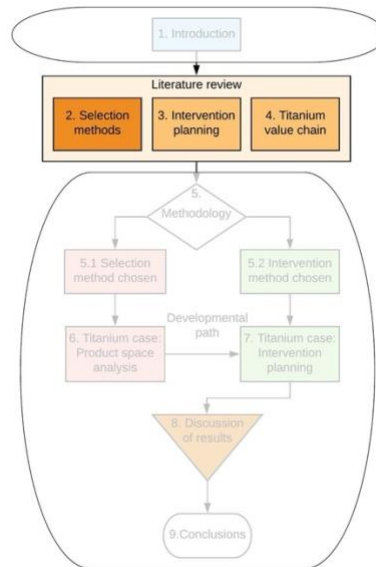 1. Introduction
Literature review
2. Selection
methods
3. Intervention
planning
4. Titanium
value chain
5.
Methodology
5.1 Selection
method chosen
5.2 Intervention
method chosen
Developmental
path
6. Titanium case:
Product space
analysis
7. Titanium case:
Intervention
planning
8. Discussion
of results
9.Conclusions